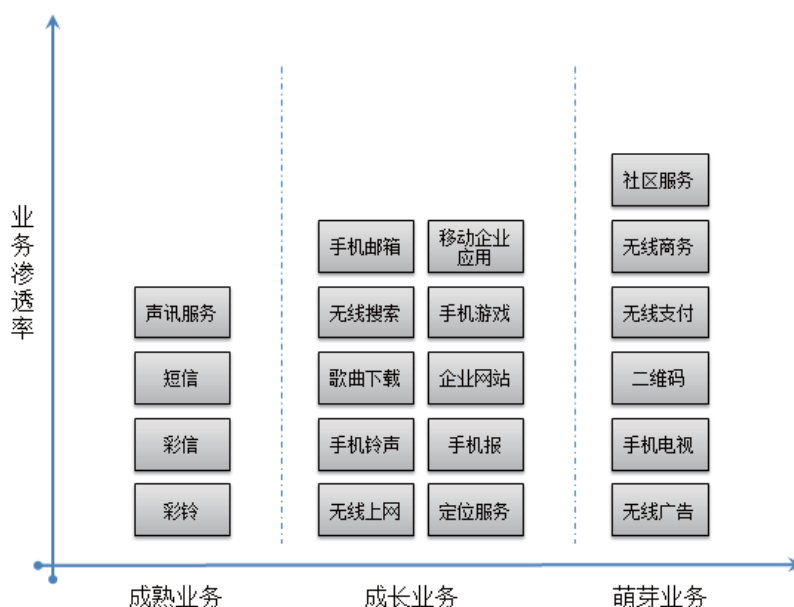 业务渗透率
声讯服务
短信
彩信
彩铃
手机邮箱
移动企业
应用
无线搜索
手机游戏
歌曲下载
企业网站
手机铃声
手机报
无线上网
定位服务
社区服务
无线商务
无线支付
二维码
手机电视
无线广告
成熟业务
成长业务
萌芽业务